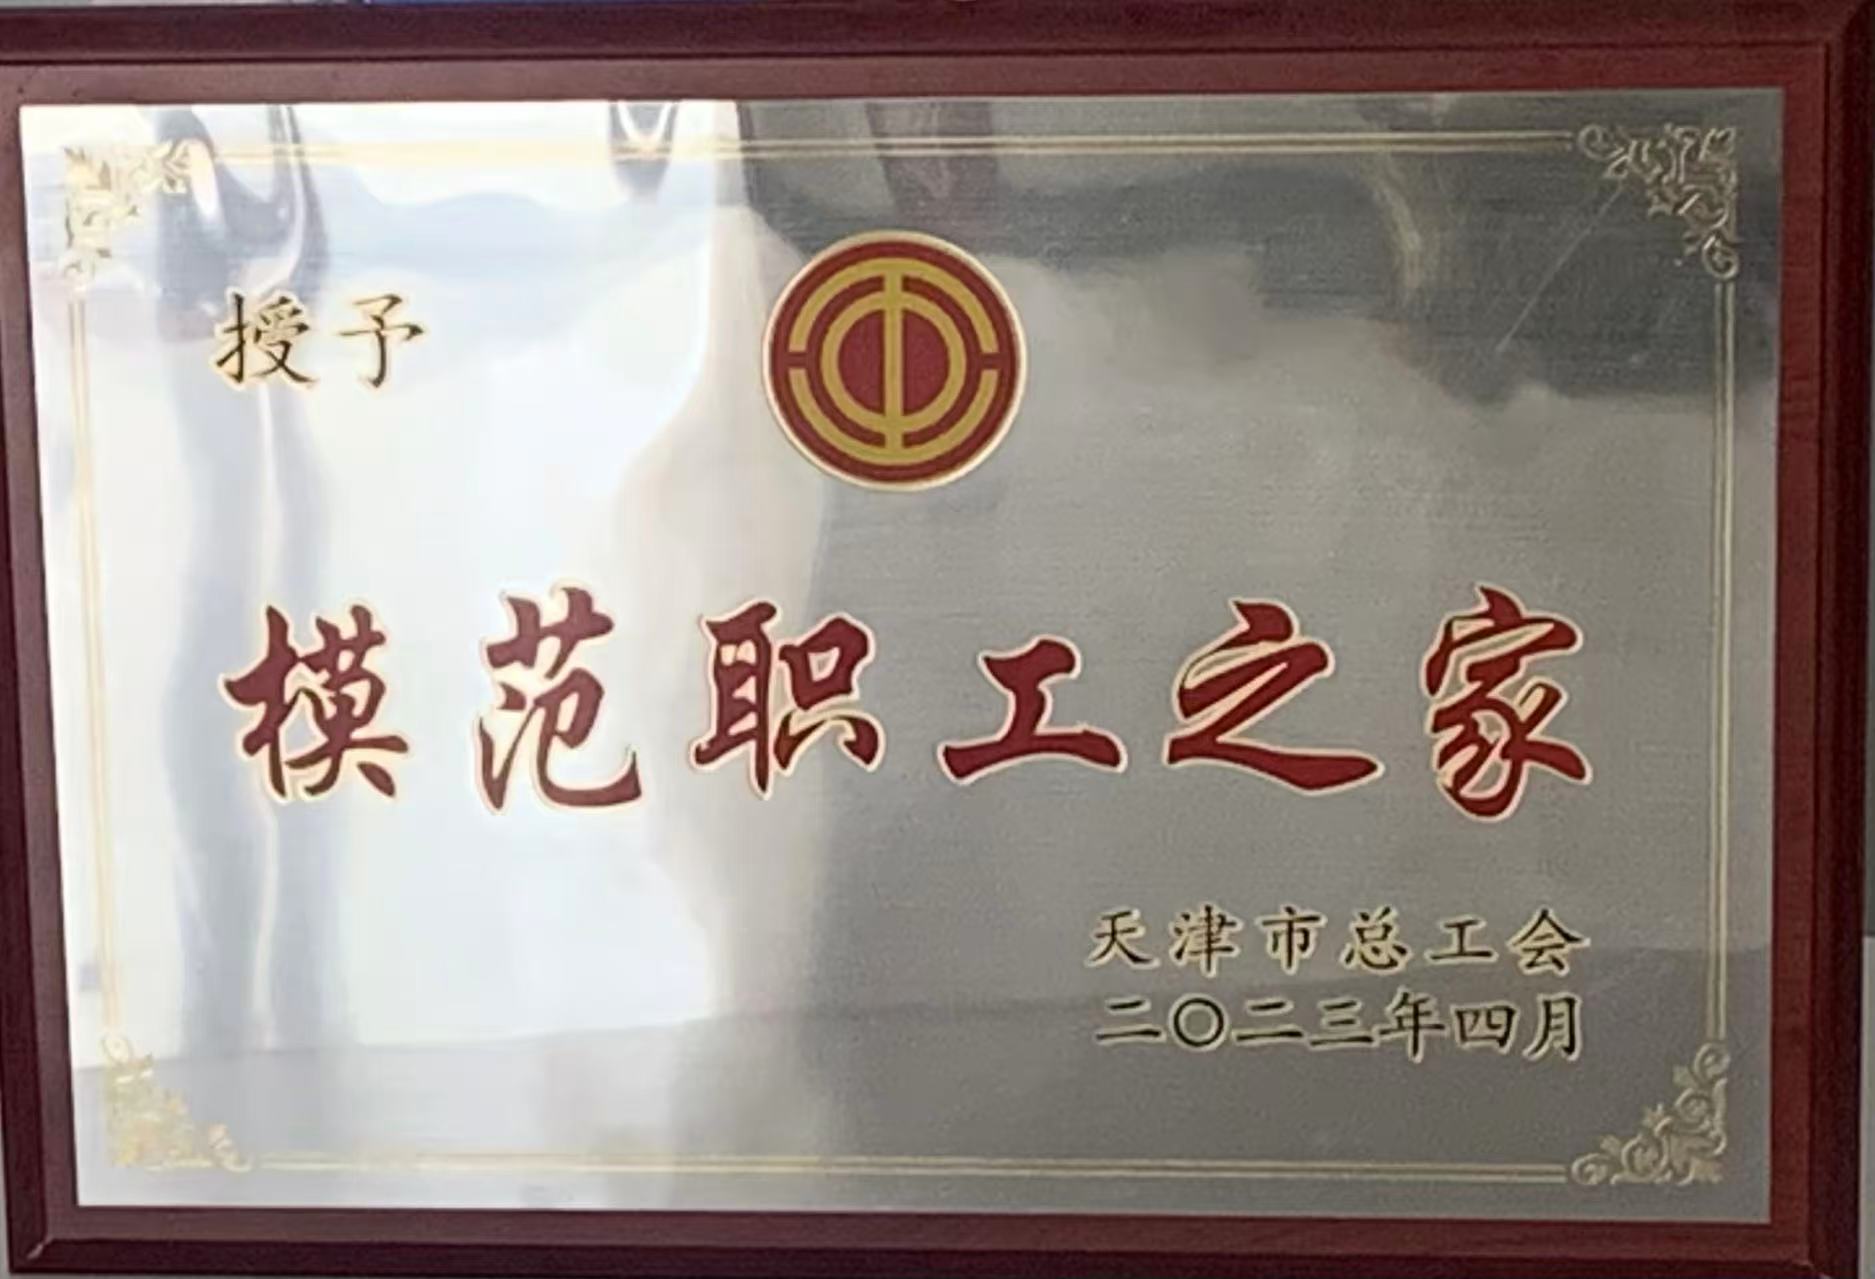 授予
模范职工之家
天津市总工会
二〇二三年四月